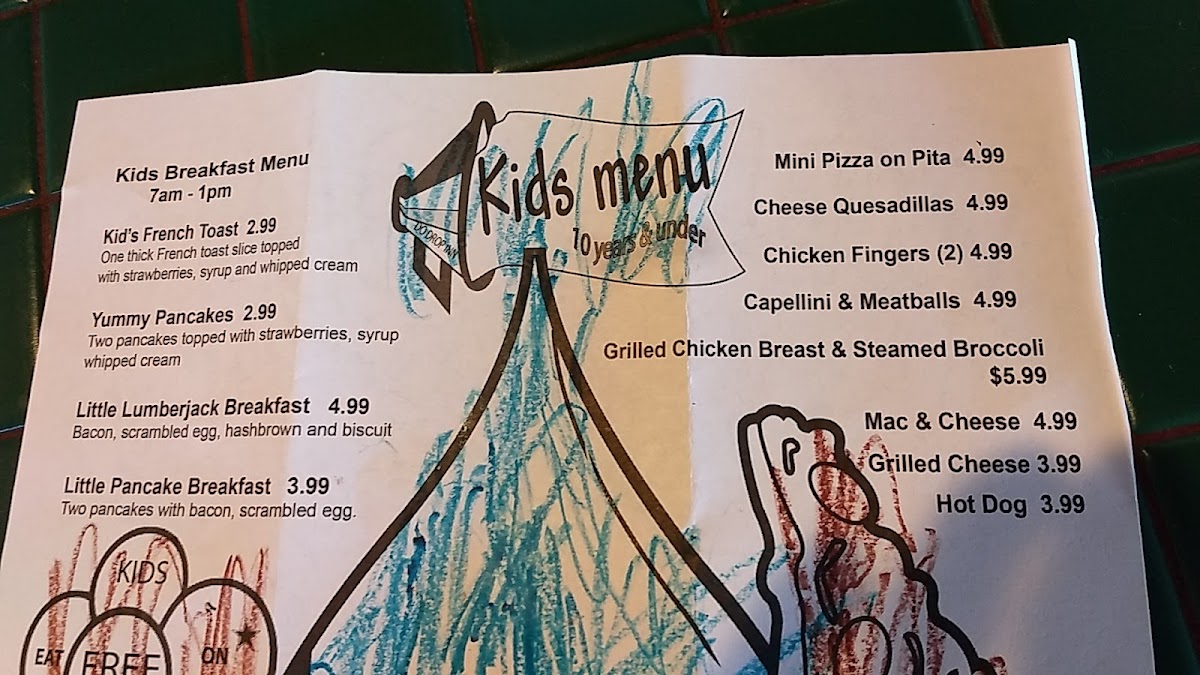 Kids menu
10 years & under
Kids Breakfast Menu
7am - 1pm
Kid's French Toast 2.99
One thick French toast slice topped
with strawberries, syrup and whipped cream
Yummy Pancakes 2.99
Two pancakes topped with strawberries, syrup
whipped cream
Little Lumberjack Breakfast 4.99
Bacon, scrambled egg, hashbrown and biscuit
Little Pancake Breakfast 3.99
Two pancakes with bacon, scrambled egg.
KIDS
EAT FREE ON
Mini Pizza on Pita 4.99
Cheese Quesadillas 4.99
Chicken Fingers (2) 4.99
Capellini & Meatballs 4.99
Grilled Chicken Breast & Steamed Broccoli
$5.99
Mac & Cheese 4.99
Grilled Cheese 3.99
Hot Dog 3.99